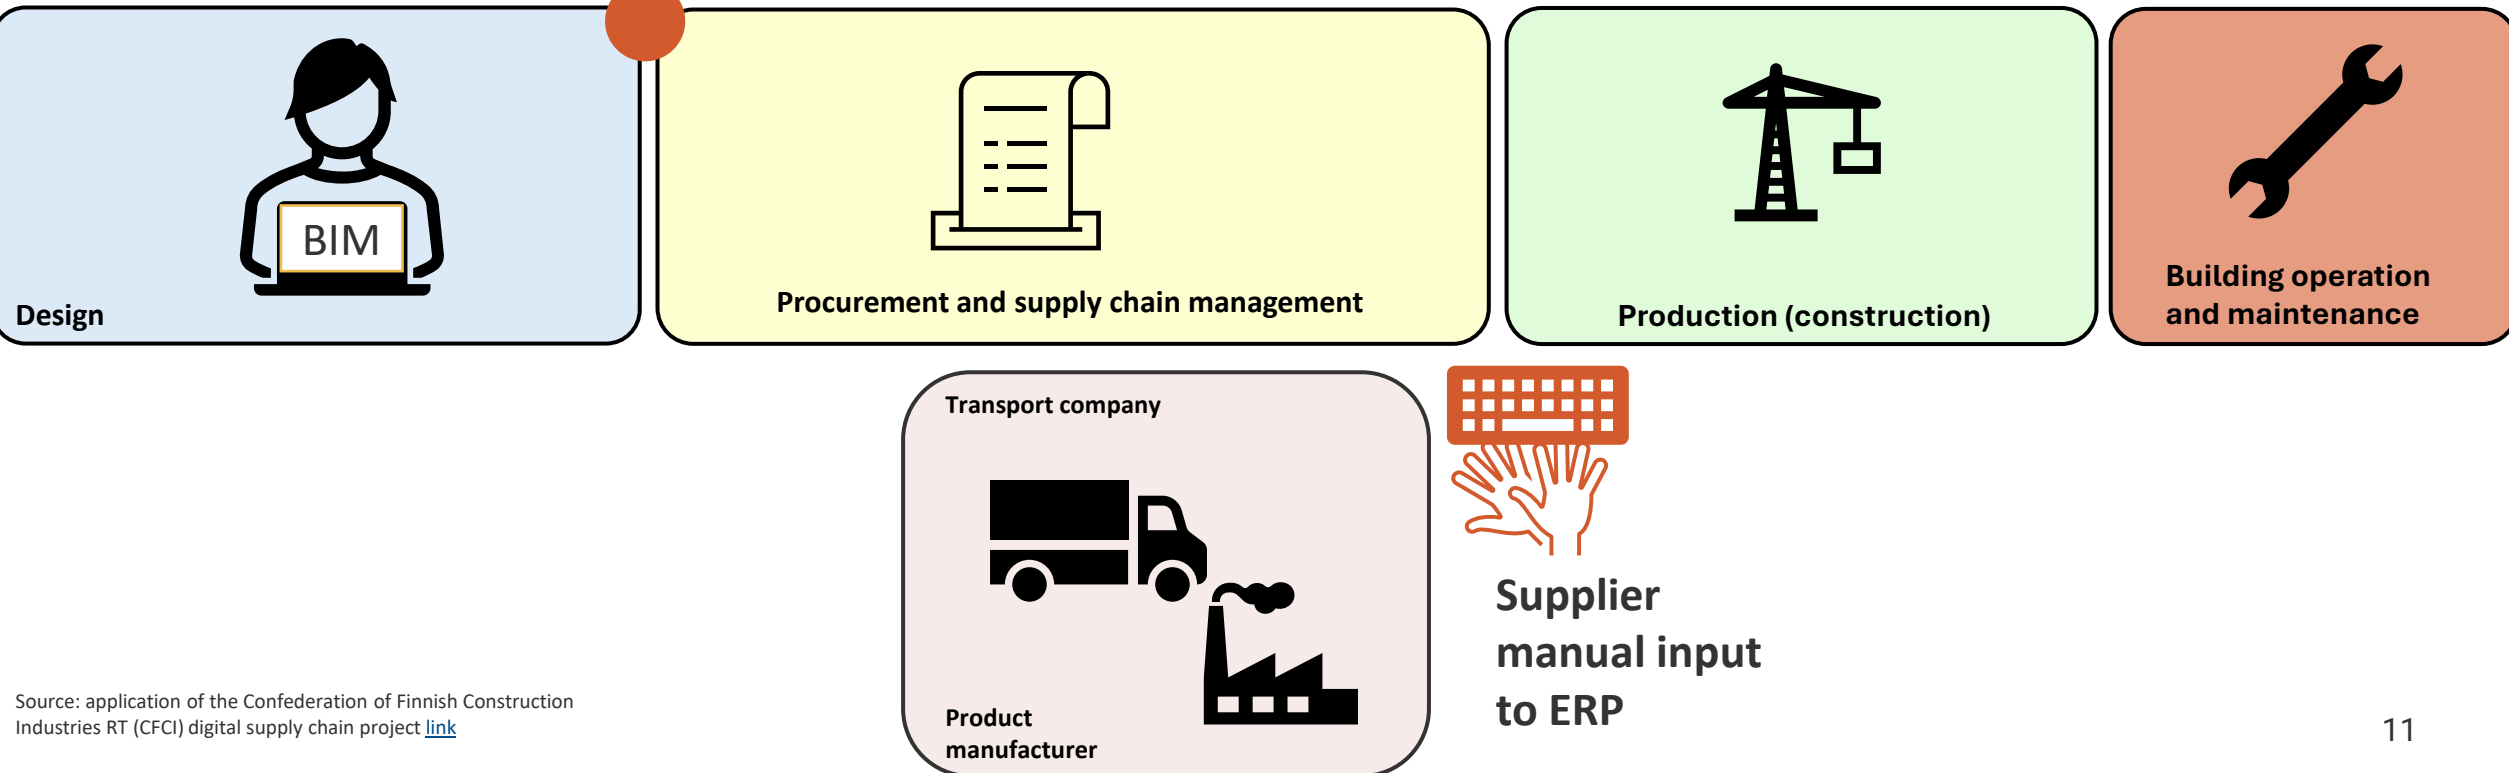 BIM
Design
Procurement and supply chain management
Production (construction)
Building operation
and maintenance
Transport company
Product
manufacturer
Supplier
manual input
to ERP
Source: application of the Confederation of Finnish Construction
Industries RT (CFCI) digital supply chain project link
11